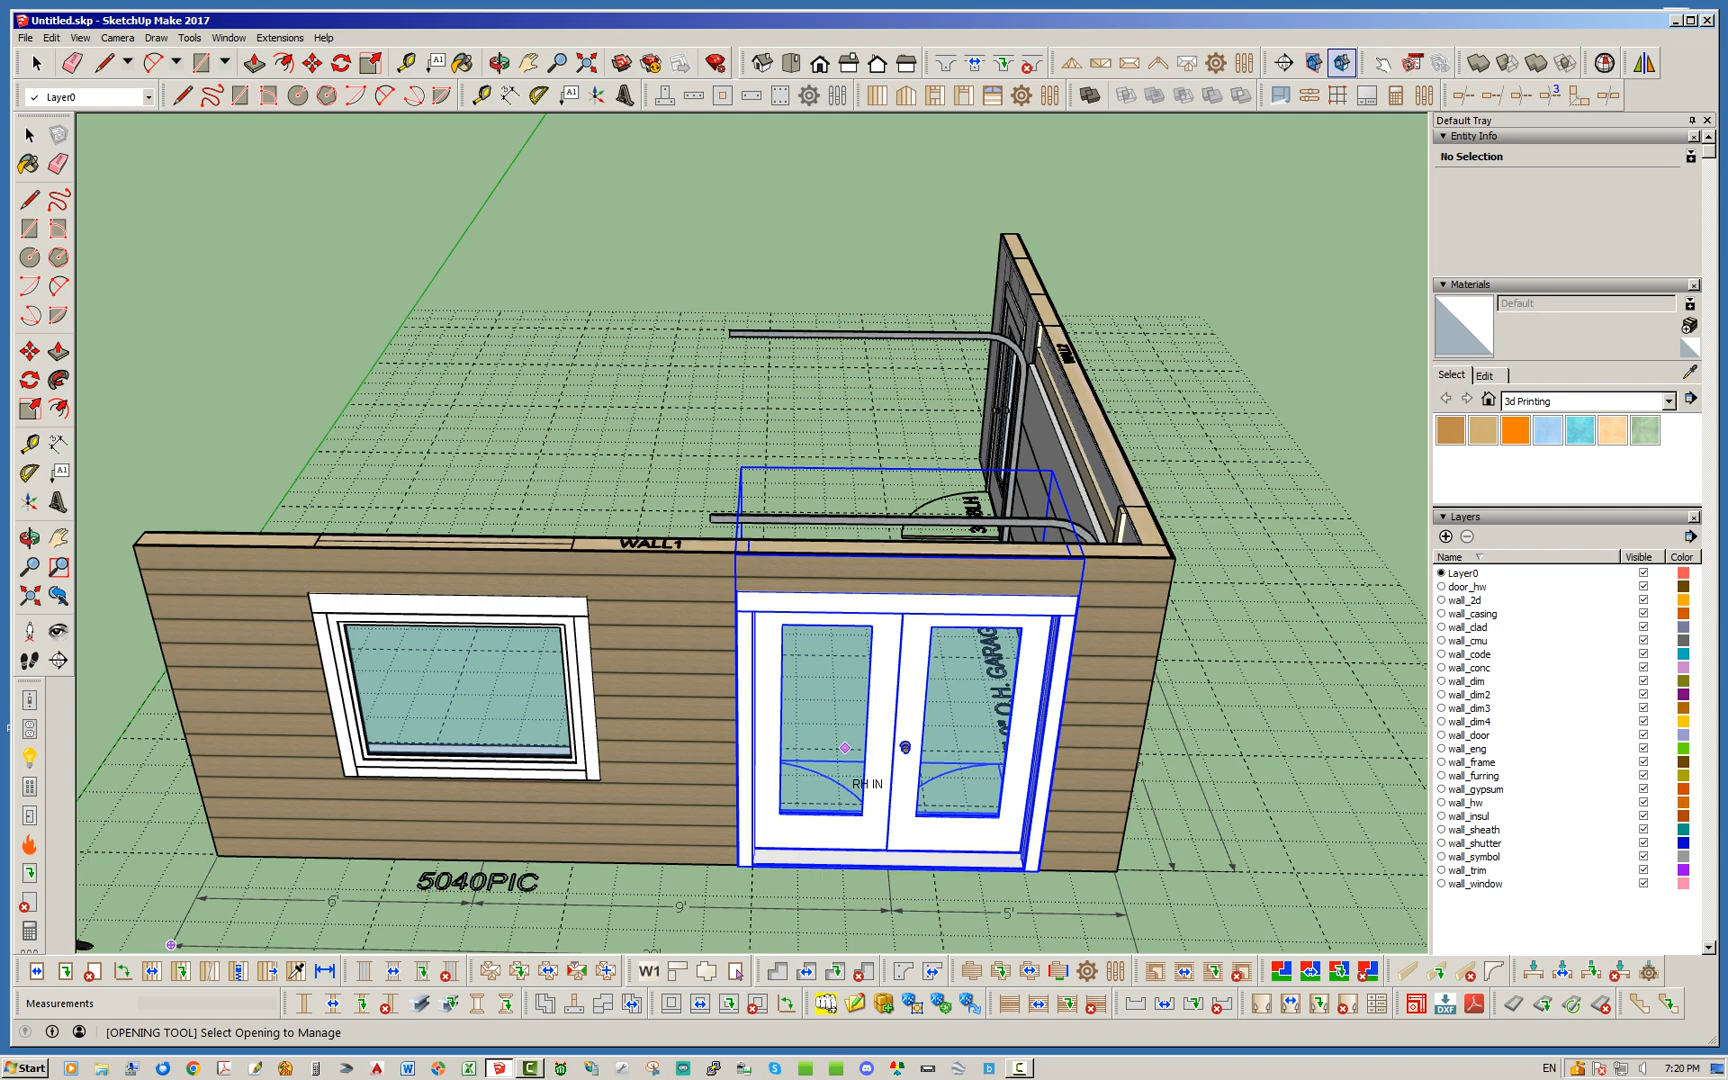 Untitled.skp - SketchUp Make 2017
File Edit View Camera Draw Tools Window Extensions Help
Layer0
Default Tray
Entity Info
No Selection
Materials
Default
Select Edit
3d Printing
Layers
Name Visible Color
Layer0
door_hw
wall_2d
wall_casing
wall_clad
wall_cmu
wall_code
wall_conc
wall_dim
wall_dim2
wall_dim3
wall_dim4
wall_door
wall_eng
wall_frame
wall_furring
wall_gypsum
wall_hw
wall_insul
wall_sheath
wall_shutter
wall_symbol
wall_trim
wall_window
WALL1
RH IN
5040PIC
6'
9'
5'
W1
DXF
Measurements
[OPENING TOOL] Select Opening to Manage
Start
EN
7:20 PM